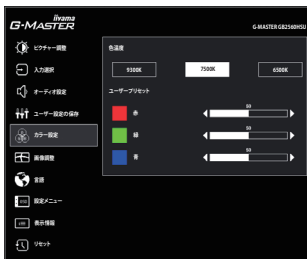 iiyama
G-MASTER
G-MASTER GB2560HSU
ピクチャー調整
入力選択
オーディオ設定
ユーザー設定の保存
カラー設定
画像調整
言語
設定メニュー
表示情報
リセット
色温度
9300K 7500K 6500K
ユーザープリセット
赤 50
緑 50
青 50